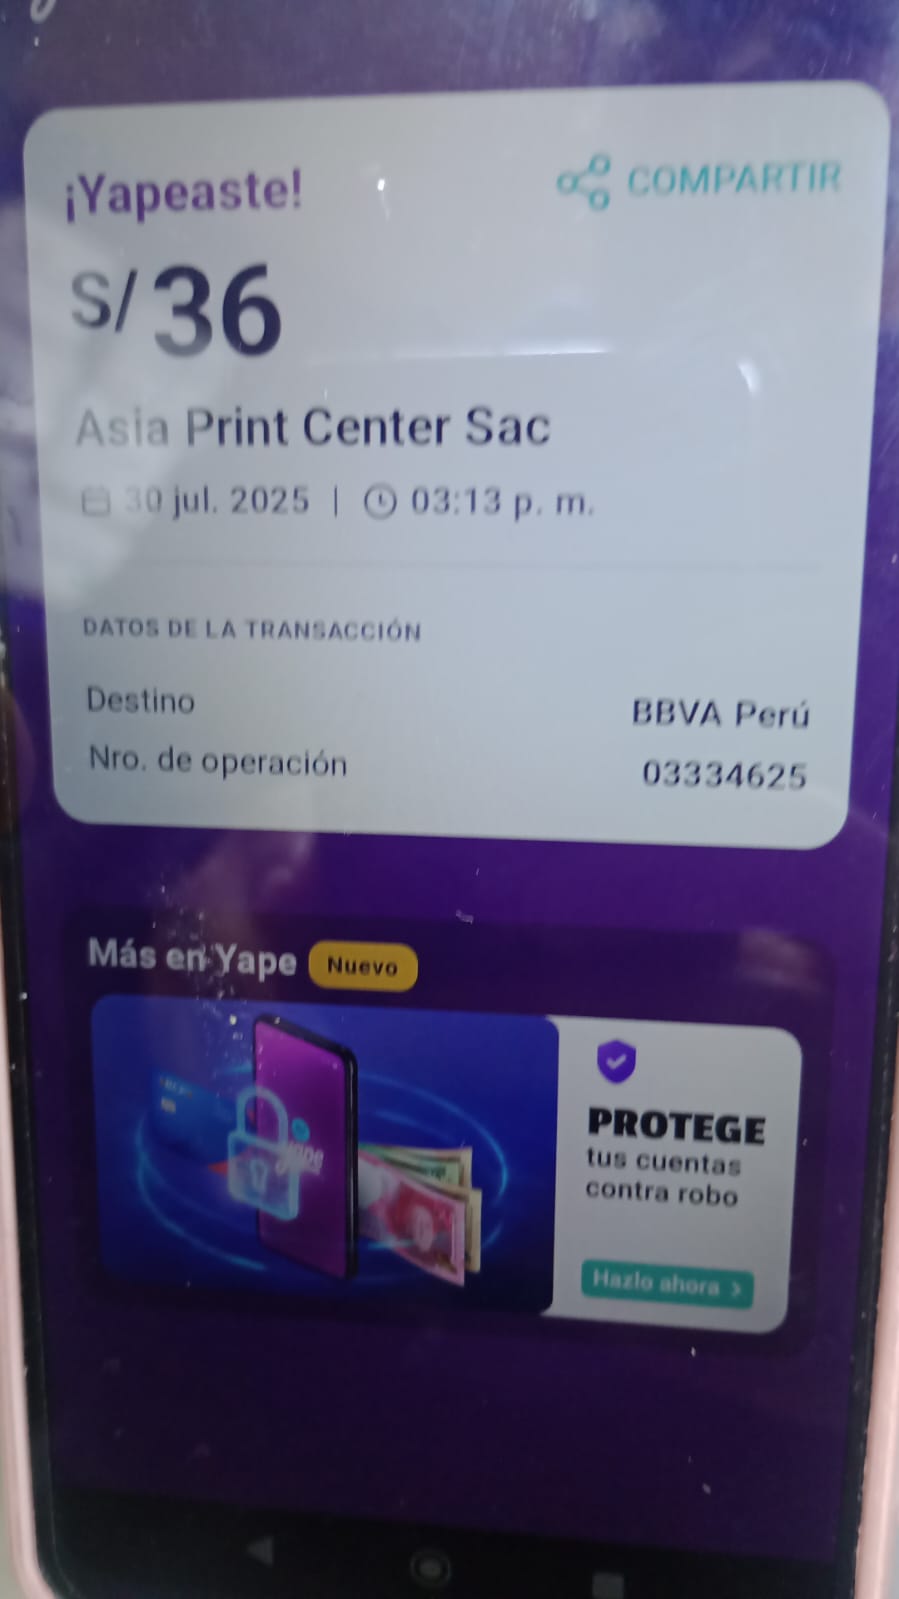 ¡Yapeaste!
COMPARTIR
S/ 36
Asia Print Center Sac
30 jul. 2025 | 03:13 p. m.
DATOS DE LA TRANSACCIÓN
Destino BBVA Perú
Nro. de operación 03334625
Más en Yape Nuevo
yape
PROTEGE
tus cuentas
contra robo
Hazlo ahora >